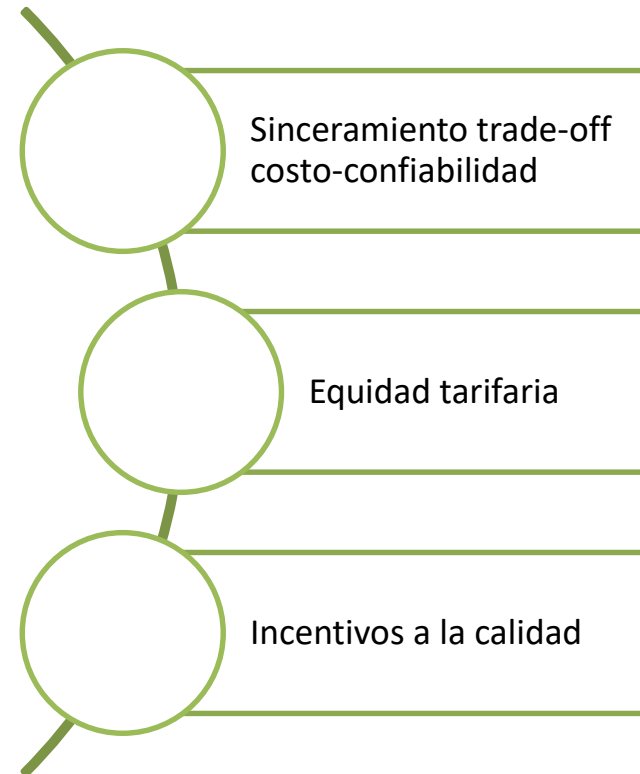 Sinceramiento trade-off
costo-confiabilidad
Equidad tarifaria
Incentivos a la calidad